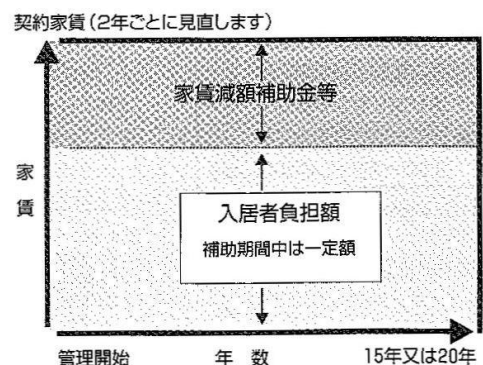 契約家賃(2年ごとに見直します)
家賃減額補助金等
家賃
入居者負担額
補助期間中は一定額
管理開始 年 数 15年又は20年